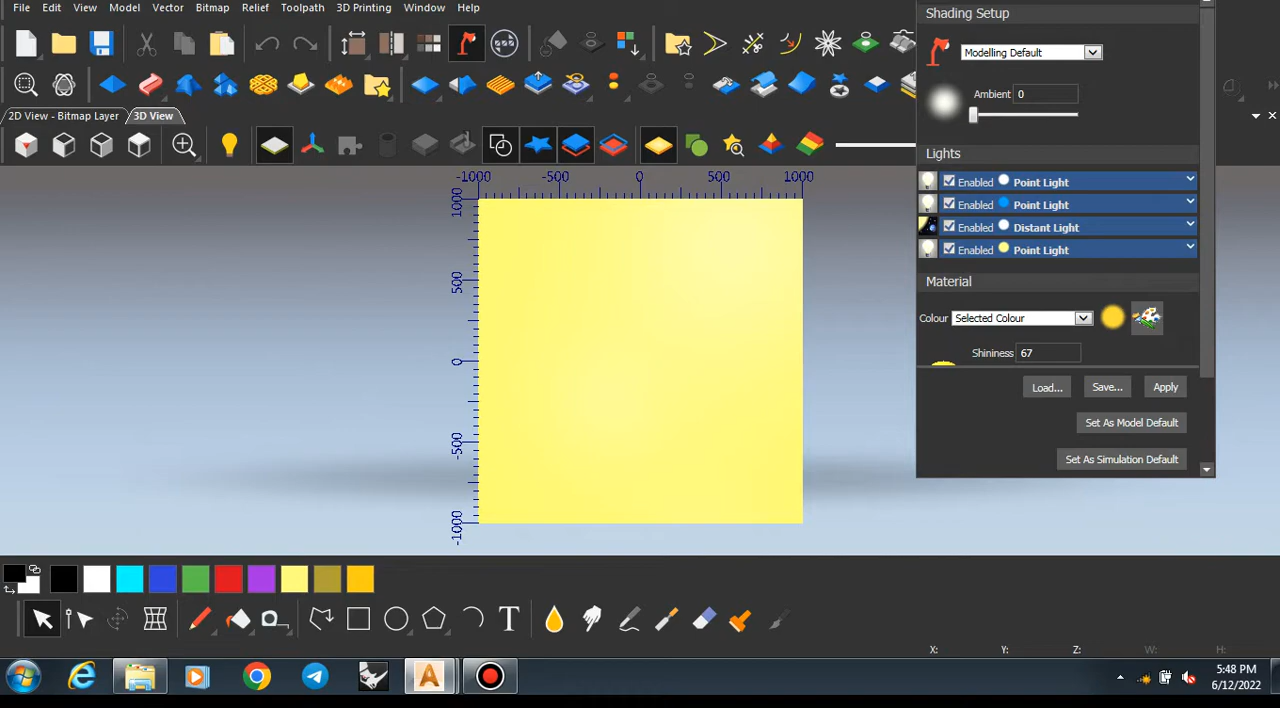 File Edit View Model Vector Bitmap Relief Toolpath 3D Printing Window Help
Shading Setup
Modelling Default
Ambient 0
2D View - Bitmap Layer 3D View
Lights
Enabled Point Light
Enabled Point Light
Enabled Distant Light
Enabled Point Light
Material
Colour Selected Colour
Shininess 67
Load... Save... Apply
Set As Model Default
Set As Simulation Default
-1000 -500 0 500 1000
1000
500
0
-500
-1000
X: Y: Z: W: H:
5:48 PM
6/12/2022